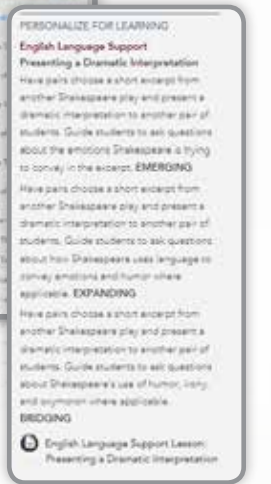 PERSONALIZE FOR LEARNING
English Language Support
Presenting a Dramatic Interpretation
Have pairs choose a short excerpt from
another Shakespeare play and present a
dramatic interpretation to another pair of
students. Guide students to ask questions
about the emotions Shakespeare is trying
to convey in the excerpt. EMERGING
Have pairs choose a short excerpt from
another Shakespeare play and present a
dramatic interpretation to another pair of
students. Guide students to ask questions
about how Shakespeare uses language to
convey emotions and humor where
applicable. EXPANDING
Have pairs choose a short excerpt from
another Shakespeare play and present a
dramatic interpretation to another pair of
students. Guide students to ask questions
about Shakespeare's use of humor, irony,
and oxymoron where applicable.
BRIDGING
English Language Support Lesson:
Presenting a Dramatic Interpretation